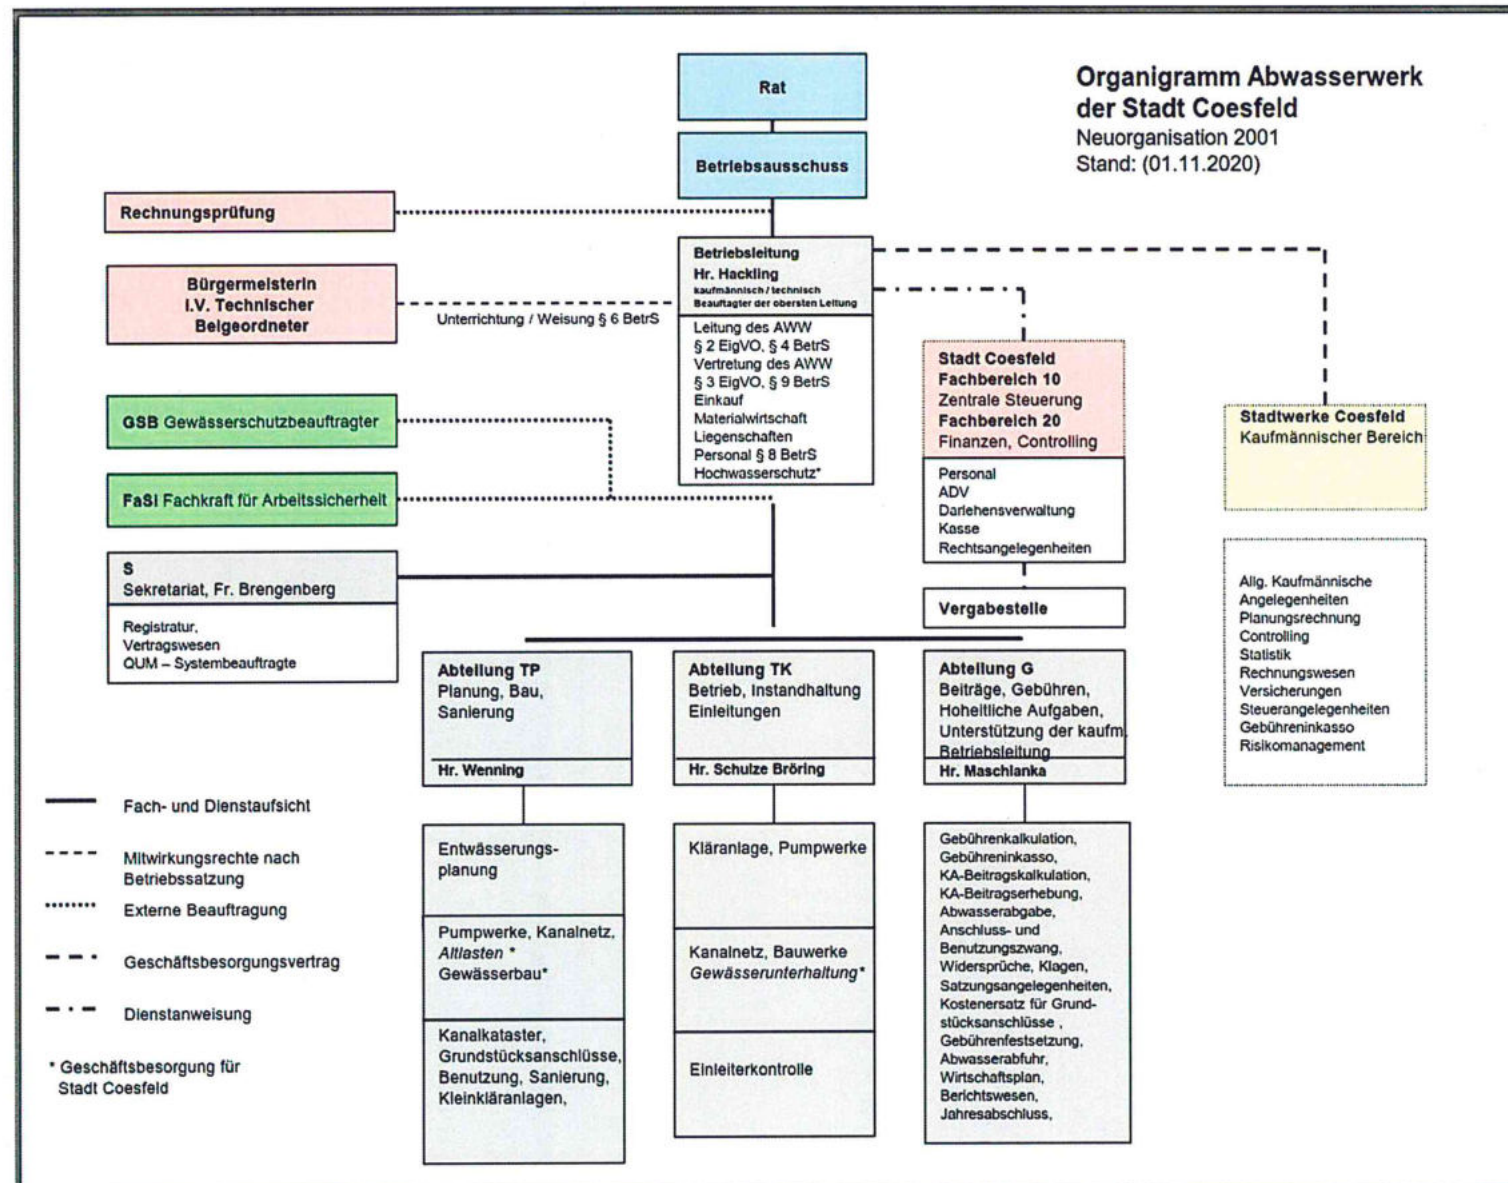 Organigramm Abwasserwerk
der Stadt Coesfeld
Neuorganisation 2001
Stand: (01.11.2020)
Rat
Betriebsausschuss
Rechnungsprüfung
Bürgermeisterin
I.V. Technischer
Beigeordneter
Unterrichtung / Weisung § 6 BetrS
Betriebsleitung
Hr. Hackling
kaufmännisch / technisch
Beauftagter der obersten Leitung
Leitung des AWW
§ 2 EigVO, § 4 BetrS
Vertretung des AWW
§ 3 EigVO, § 9 BetrS
Einkauf
Materialwirtschaft
Liegenschaften
Personal § 8 BetrS
Hochwasserschutz*
Stadt Coesfeld
Fachbereich 10
Zentrale Steuerung
Fachbereich 20
Finanzen, Controlling
Personal
ADV
Darlehensverwaltung
Kasse
Rechtsangelegenheiten
Vergabestelle
Stadtwerke Coesfeld
Kaufmännischer Bereich
Allg. Kaufmännische
Angelegenheiten
Planungsrechnung
Controlling
Statistik
Rechnungswesen
Versicherungen
Steuerangelegenheiten
Gebühreninkasso
Risikomanagement
GSB Gewässerschutzbeauftragter
FaSI Fachkraft für Arbeitssicherheit
S
Sekretariat, Fr. Brengenberg
Registratur,
Vertragswesen
QUM – Systembeauftragte
Abteilung TP
Planung, Bau,
Sanierung
Hr. Wenning
Entwässerungs-
planung
Pumpwerke, Kanalnetz,
Altlasten *
Gewässerbau*
Kanalkataster,
Grundstücksanschlüsse,
Benutzung, Sanierung,
Kleinkläranlagen,
Abteilung TK
Betrieb, Instandhaltung
Einleitungen
Hr. Schulze Bröring
Kläranlage, Pumpwerke
Kanalnetz, Bauwerke
Gewässerunterhaltung*
Einleiterkontrolle
Abteilung G
Beiträge, Gebühren,
Hoheitliche Aufgaben,
Unterstützung der kaufm.
Betriebsleitung
Hr. Maschlanka
Gebührenkalkulation,
Gebühreninkasso,
KA-Beitragskalkulation,
KA-Beitragserhebung,
Abwasserabgabe,
Anschluss- und
Benutzungszwang,
Widersprüche, Klagen,
Satzungsangelegenheiten,
Kostenersatz für Grund-
stücksanschlüsse ,
Gebührenfestsetzung,
Abwasserabfuhr,
Wirtschaftsplan,
Berichtswesen,
Jahresabschluss,
Fach- und Dienstaufsicht
Mitwirkungsrechte nach
Betriebssatzung
Externe Beauftragung
Geschäftsbesorgungsvertrag
Dienstanweisung
* Geschäftsbesorgung für
Stadt Coesfeld